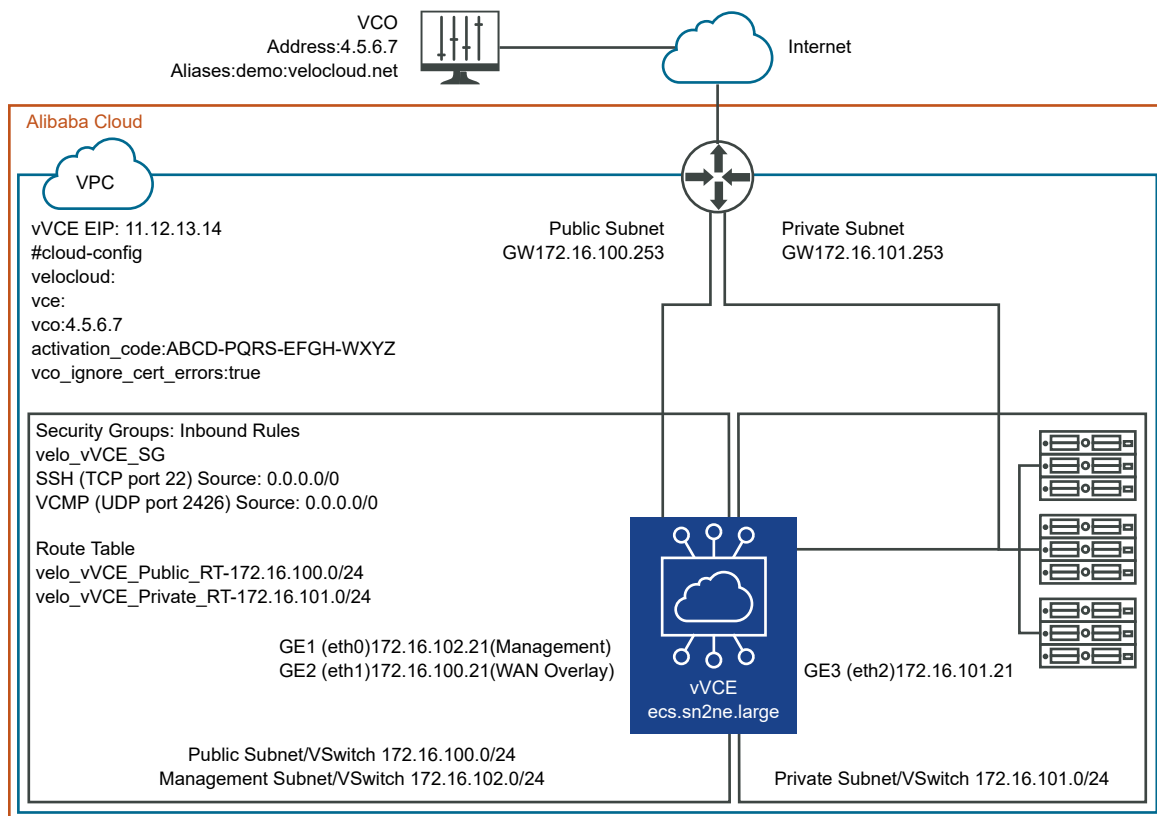 VCO
Address:4.5.6.7
Aliases:demo:velocloud.net
Internet
Alibaba Cloud
VPC
vVCE EIP: 11.12.13.14
#cloud-config
velocloud:
vce:
vco:4.5.6.7
activation_code:ABCD-PQRS-EFGH-WXYZ
vco_ignore_cert_errors:true
Public Subnet
GW172.16.100.253
Private Subnet
GW172.16.101.253
Security Groups: Inbound Rules
velo_vVCE_SG
SSH (TCP port 22) Source: 0.0.0.0/0
VCMP (UDP port 2426) Source: 0.0.0.0/0
Route Table
velo_vVCE_Public_RT-172.16.100.0/24
velo_vVCE_Private_RT-172.16.101.0/24
GE1 (eth0)172.16.102.21(Management)
GE2 (eth1)172.16.100.21(WAN Overlay)
vVCE
ecs.sn2ne.large
GE3 (eth2)172.16.101.21
Public Subnet/VSwitch 172.16.100.0/24
Management Subnet/VSwitch 172.16.102.0/24
Private Subnet/VSwitch 172.16.101.0/24